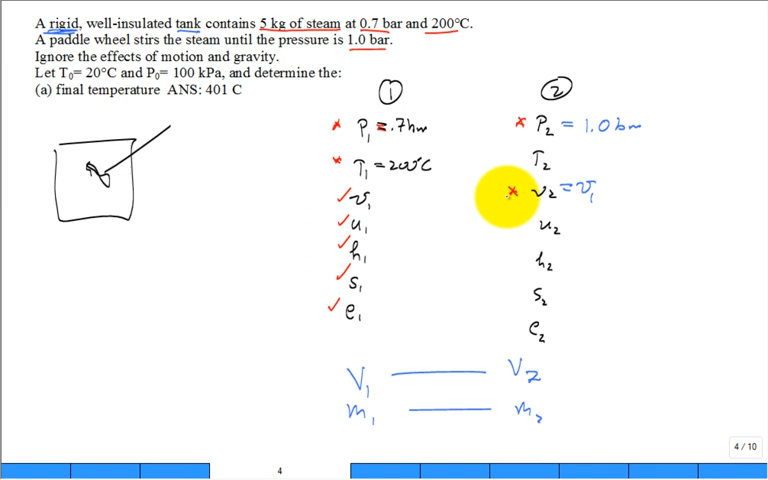 A rigid, well-insulated tank contains 5 kg of steam at 0.7 bar and 200°C.
A paddle wheel stirs the steam until the pressure is 1.0 bar.
Ignore the effects of motion and gravity.
Let T₀= 20°C and P₀= 100 kPa, and determine the:
(a) final temperature ANS: 401 C
① ②
* P₁ = .7 bar * P₂ = 1.0 bar
* T₁ = 200°C T₂
✓ v₁ * v₂ = v₁
✓ u₁ u₂
✓ h₁ h₂
✓ s₁ s₂
✓ e₁ e₂
V₁ —— V₂
m₁ —— m₂
4 / 10
4